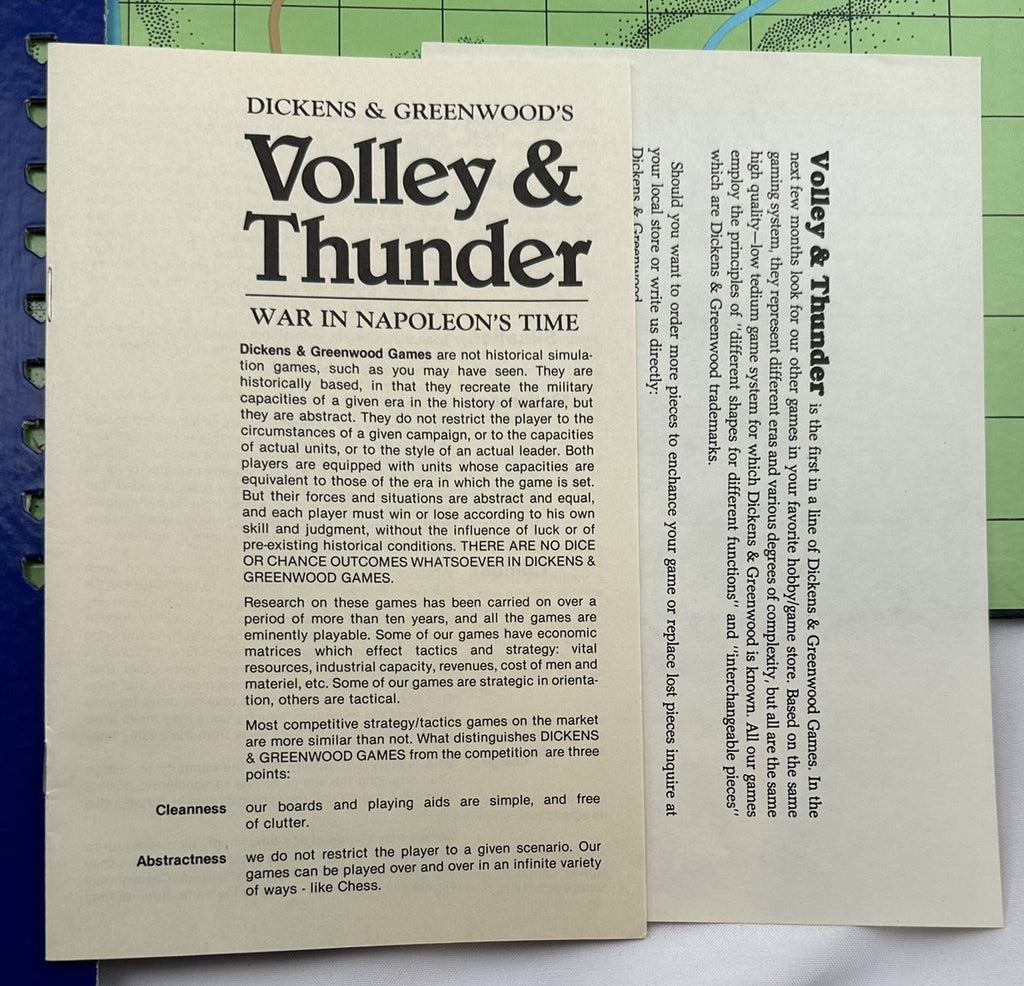 DICKENS & GREENWOOD'S
Volley &
Thunder
WAR IN NAPOLEON'S TIME
Dickens & Greenwood Games are not historical simula-
tion games, such as you may have seen. They are
historically based, in that they recreate the military
capacities of a given era in the history of warfare, but
they are abstract. They do not restrict the player to the
circumstances of a given campaign, or to the capacities
of actual units, or to the style of an actual leader. Both
players are equipped with units whose capacities are
equivalent to those of the era in which the game is set.
But their forces and situations are abstract and equal,
and each player must win or lose according to his own
skill and judgment, without the influence of luck or of
pre-existing historical conditions. THERE ARE NO DICE
OR CHANCE OUTCOMES WHATSOEVER IN DICKENS &
GREENWOOD GAMES.
Research on these games has been carried on over a
period of more than ten years, and all the games are
eminently playable. Some of our games have economic
matrices which effect tactics and strategy: vital
resources, industrial capacity, revenues, cost of men and
materiel, etc. Some of our games are strategic in orienta-
tion, others are tactical.
Most competitive strategy/tactics games on the market
are more similar than not. What distinguishes DICKENS
& GREENWOOD GAMES from the competition are three
points:
Cleanness our boards and playing aids are simple, and free
of clutter.
Abstractness we do not restrict the player to a given scenario. Our
games can be played over and over in an infinite variety
of ways - like Chess.
Volley & Thunder is the first in a line of Dickens & Greenwood Games. In the
next few months look for our other games in your favorite hobby/game store. Based on the same
gaming system, they represent different eras and various degrees of complexity, but all are the same
high quality—low tedium game system for which Dickens & Greenwood is known. All our games
employ the principles of "different shapes for different functions" and "interchangeable pieces"
which are Dickens & Greenwood trademarks.
Should you want to order more pieces to enchance your game or replace lost pieces inquire at
your local store or write us directly:
Dickens & Greenwood